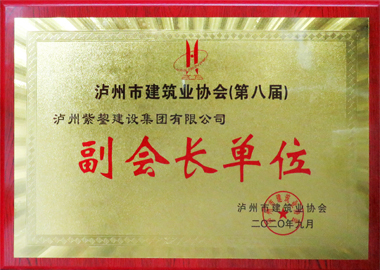 泸州市建筑业协会(第八届)
泸州紫鋆建设集团有限公司
副会长单位
泸州市建筑业协会
二〇二〇年九月